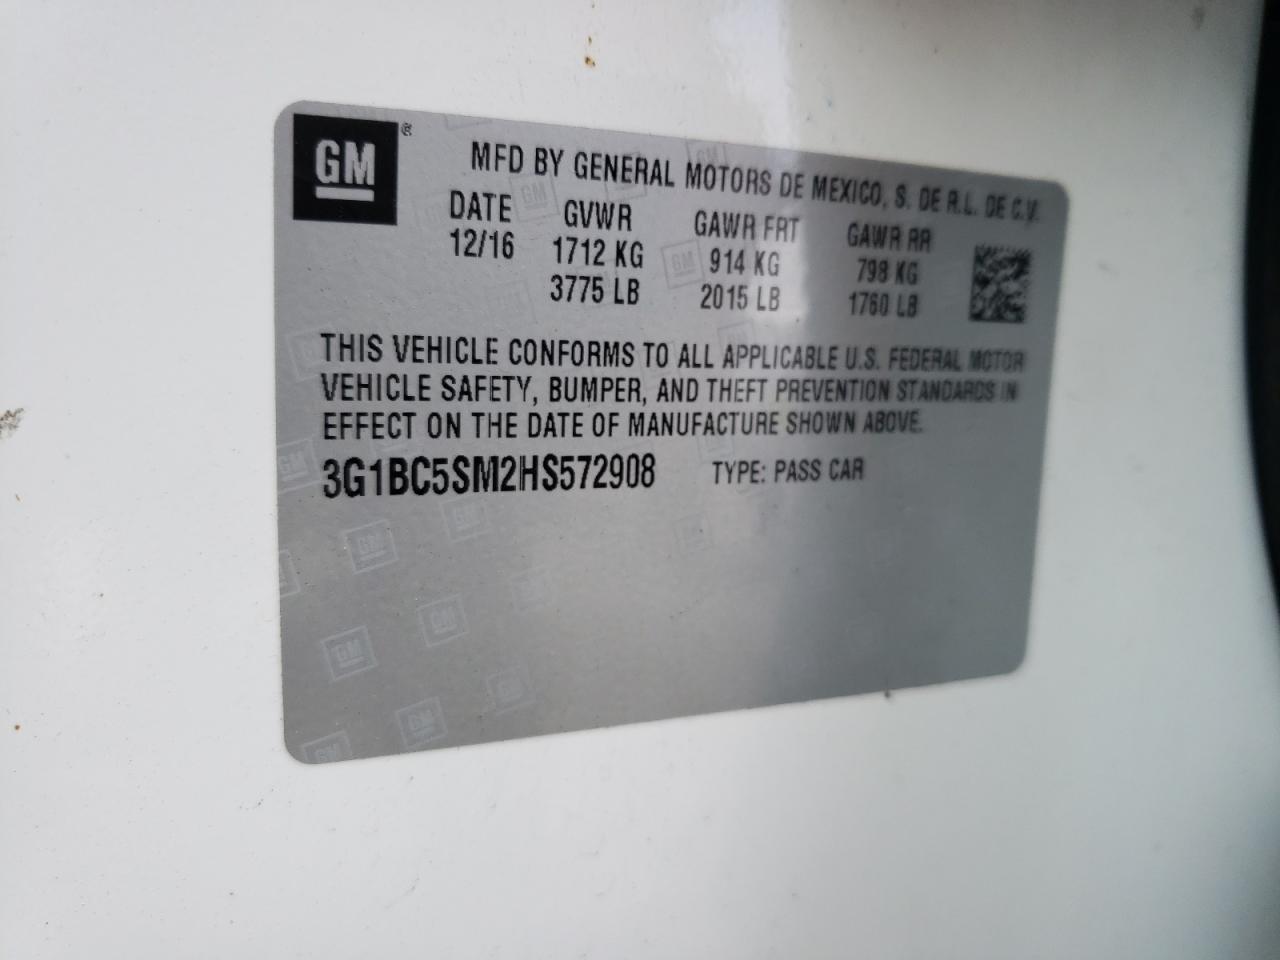 GM®
MFD BY GENERAL MOTORS DE MEXICO, S. DE R.L. DE C.V.
DATE GVWR GAWR FRT GAWR RR
12/16 1712 KG 914 KG 798 KG
3775 LB 2015 LB 1760 LB
THIS VEHICLE CONFORMS TO ALL APPLICABLE U.S. FEDERAL MOTOR
VEHICLE SAFETY, BUMPER, AND THEFT PREVENTION STANDARDS IN
EFFECT ON THE DATE OF MANUFACTURE SHOWN ABOVE.
3G1BC5SM2HS572908 TYPE: PASS CAR